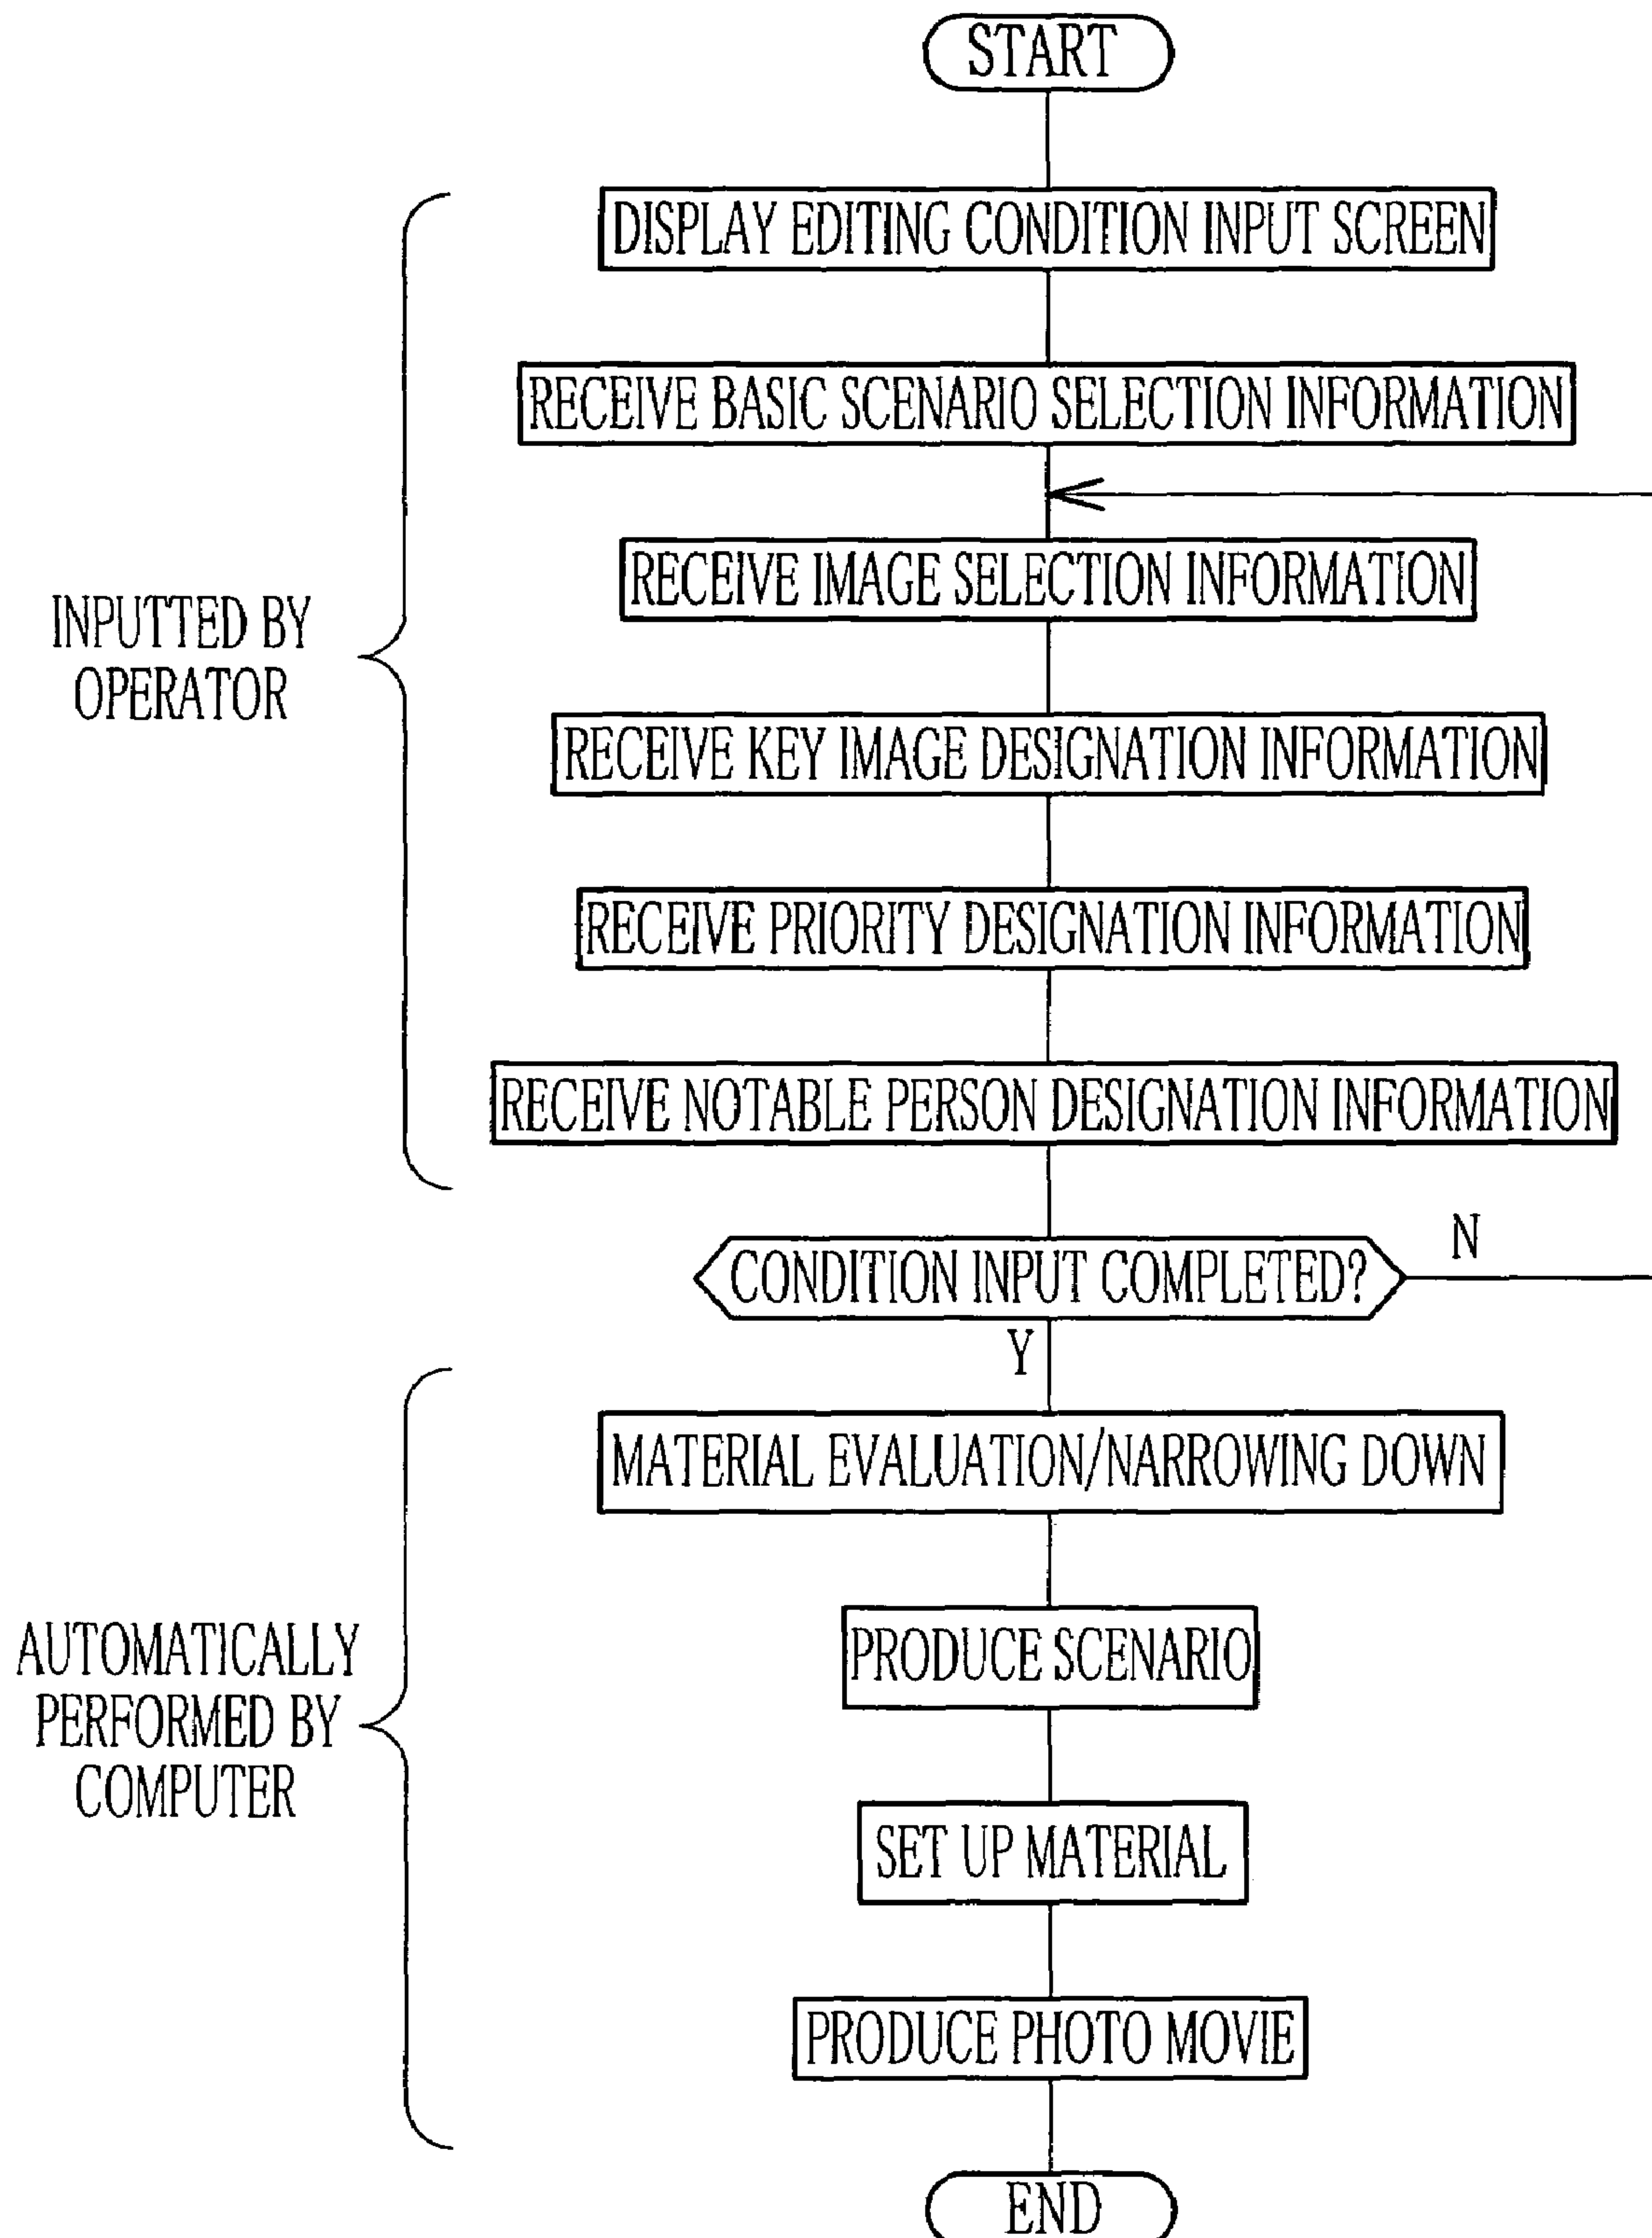 START
DISPLAY EDITING CONDITION INPUT SCREEN
RECEIVE BASIC SCENARIO SELECTION INFORMATION
RECEIVE IMAGE SELECTION INFORMATION
INPUTTED BY
OPERATOR
RECEIVE KEY IMAGE DESIGNATION INFORMATION
RECEIVE PRIORITY DESIGNATION INFORMATION
RECEIVE NOTABLE PERSON DESIGNATION INFORMATION
CONDITION INPUT COMPLETED?
N
Y
MATERIAL EVALUATION/NARROWING DOWN
AUTOMATICALLY
PERFORMED BY
COMPUTER
PRODUCE SCENARIO
SET UP MATERIAL
PRODUCE PHOTO MOVIE
END